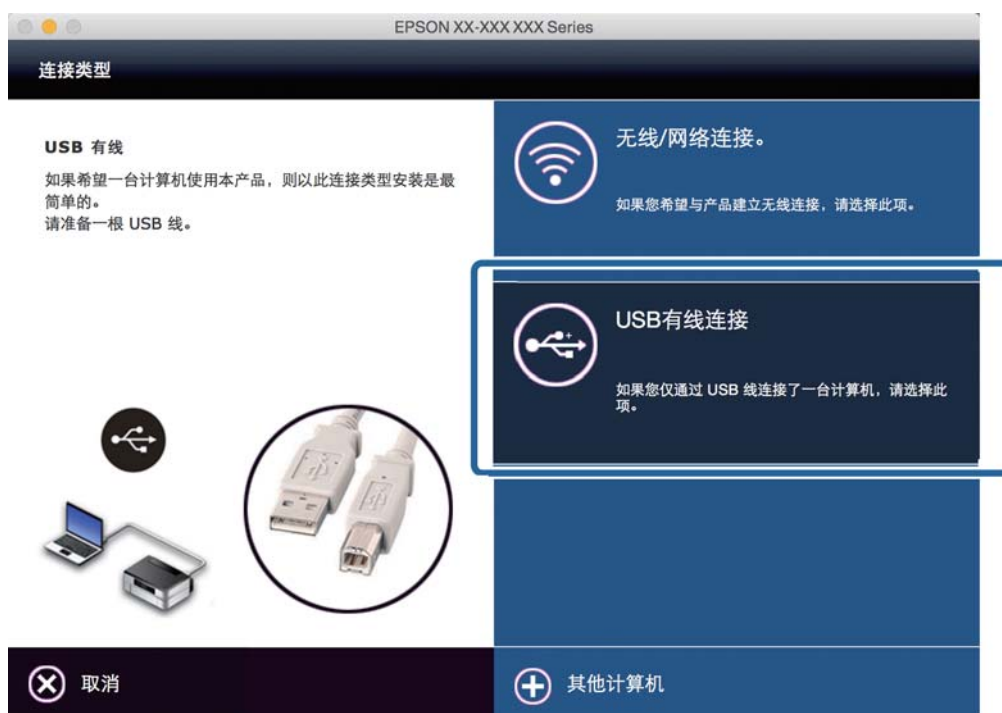 EPSON XX-XXX XXX Series
连接类型
USB 有线
如果希望一台计算机使用本产品，则以此连接类型安装是最
简单的。
请准备一根 USB 线。
无线/网络连接。
如果您希望与产品建立无线连接，请选择此项。
USB有线连接
如果您仅通过 USB 线连接了一台计算机，请选择此
项。
取消
其他计算机